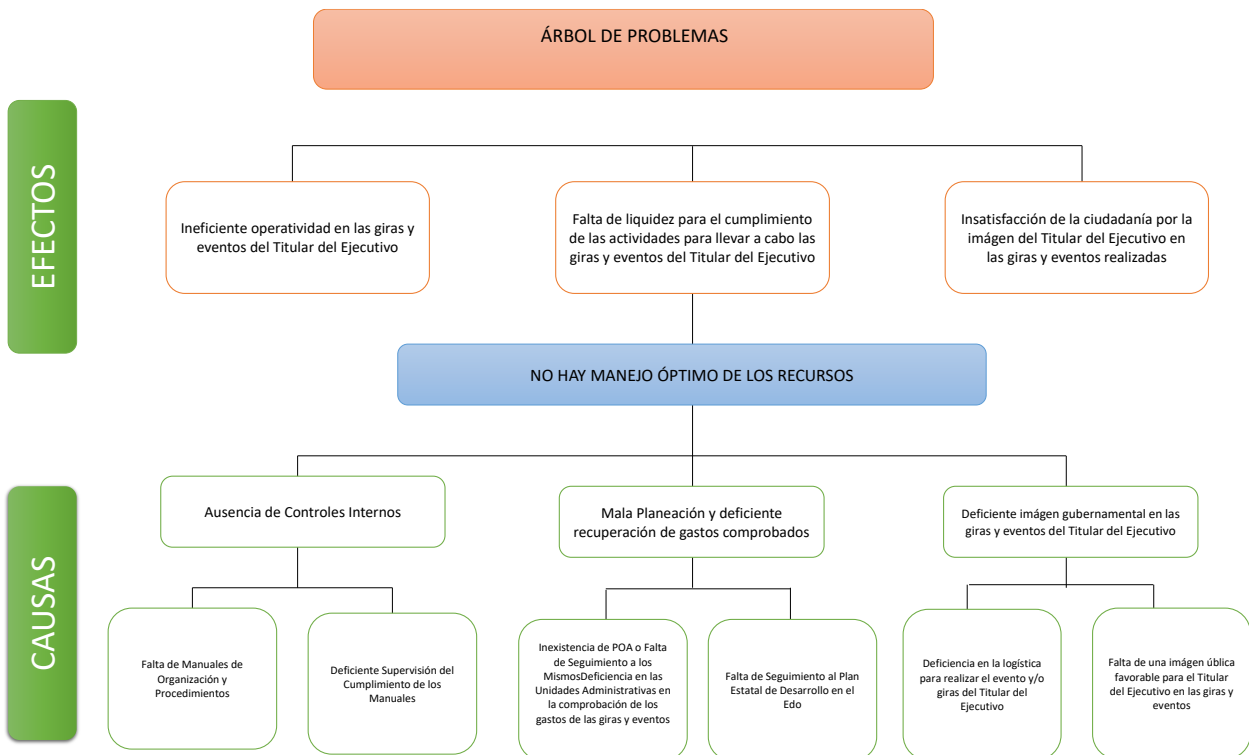 ÁRBOL DE PROBLEMAS
EFECTOS
Ineficiente operatividad en las giras y
eventos del Titular del Ejecutivo
Falta de liquidez para el cumplimiento
de las actividades para llevar a cabo las
giras y eventos del Titular del Ejecutivo
Insatisfacción de la ciudadanía por la
imágen del Titular del Ejecutivo en
las giras y eventos realizadas
NO HAY MANEJO ÓPTIMO DE LOS RECURSOS
CAUSAS
Ausencia de Controles Internos
Mala Planeación y deficiente
recuperación de gastos comprobados
Deficiente imágen gubernamental en las
giras y eventos del Titular del Ejecutivo
Falta de Manuales de
Organización y
Procedimientos
Deficiente Supervisión del
Cumplimiento de los
Manuales
Inexistencia de POA o Falta
de Seguimiento a los
MismosDeficiencia en las
Unidades Administrativas en
la comprobación de los
gastos de las giras y eventos
Falta de Seguimiento al Plan
Estatal de Desarrollo en el
Edo
Deficiencia en la logística
para realizar el evento y/o
giras del Titular del
Ejecutivo
Falta de una imágen ública
favorable para el Titular
del Ejecutivo en las giras y
eventos